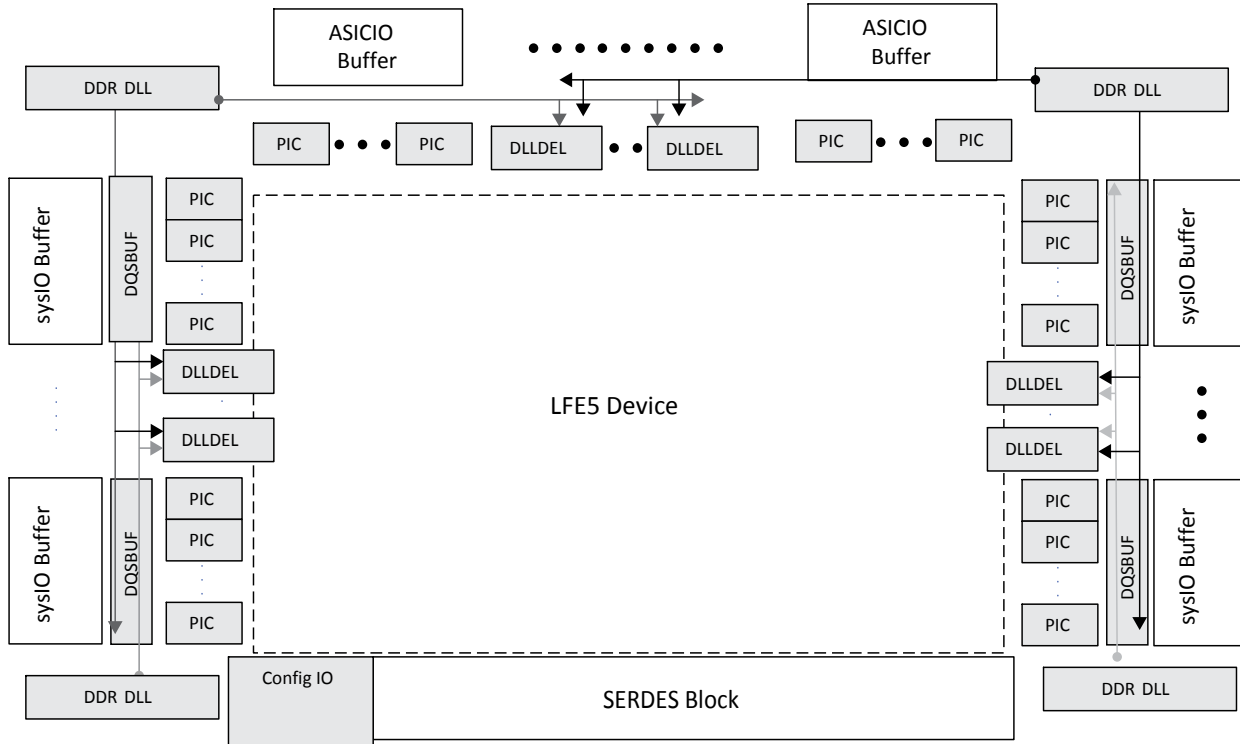 ASICIO
Buffer
ASICIO
Buffer
DDR DLL
DDR DLL
PIC
PIC
DLLDEL
DLLDEL
PIC
PIC
sysIO Buffer
DQSBUF
PIC
PIC
PIC
DLLDEL
DLLDEL
sysIO Buffer
DQSBUF
PIC
PIC
PIC
DDR DLL
LFE5 Device
PIC
PIC
PIC
DQSBUF
sysIO Buffer
DLLDEL
DLLDEL
PIC
PIC
PIC
DQSBUF
sysIO Buffer
DDR DLL
Config IO
SERDES Block